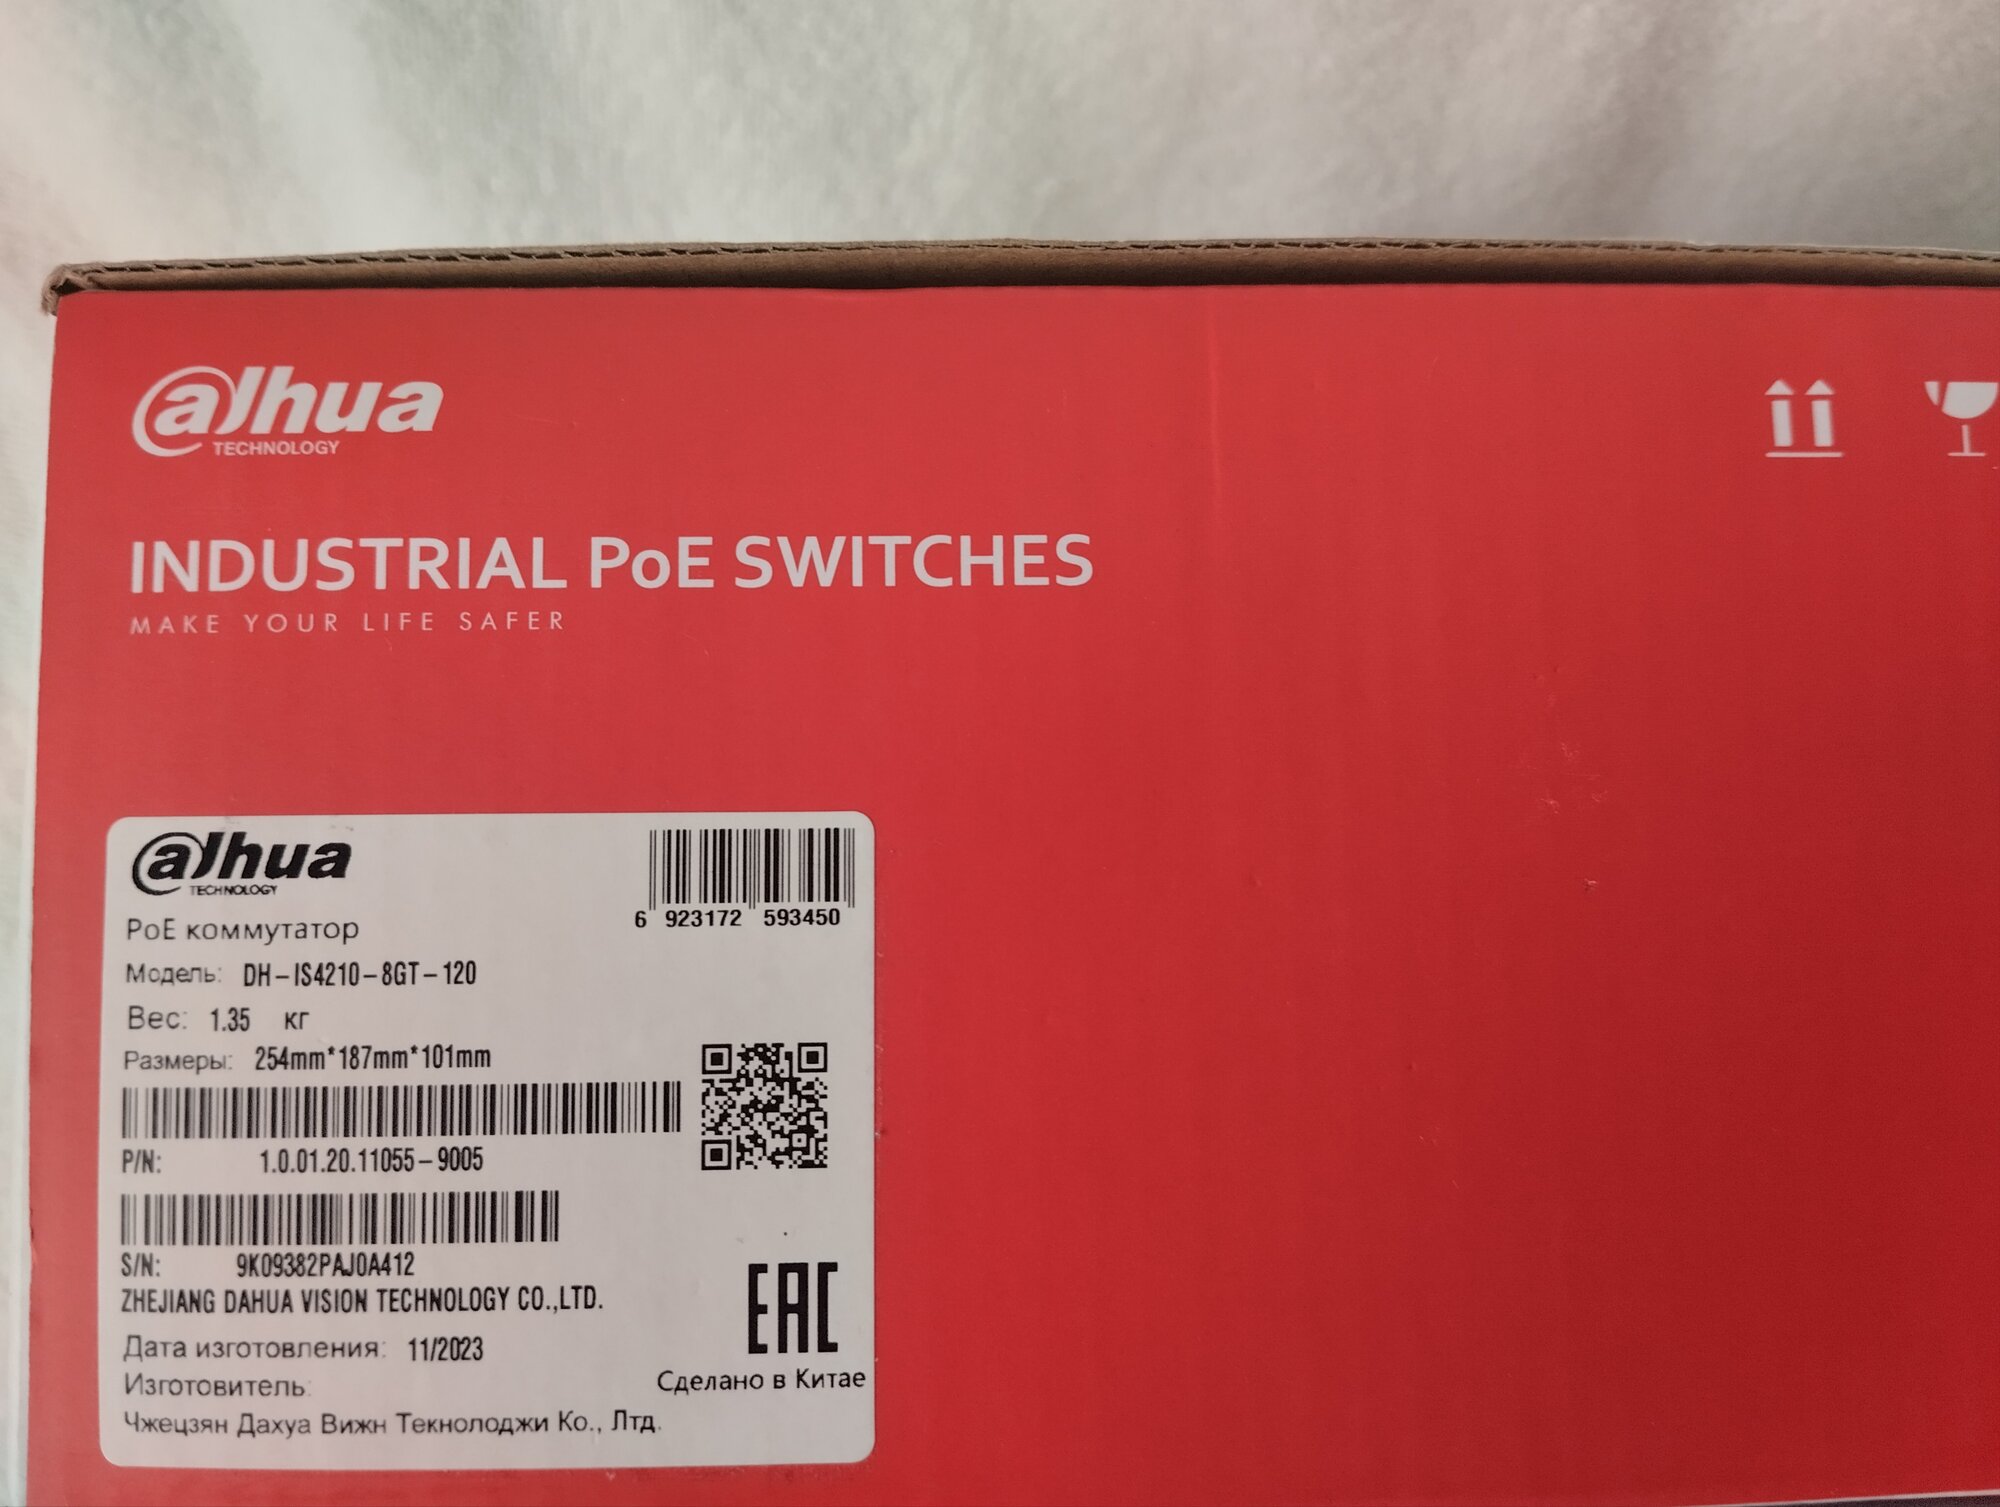 alhua
TECHNOLOGY
INDUSTRIAL PoE SWITCHES
MAKE YOUR LIFE SAFER
alhua
TECHNOLOGY
6 923172 593450
PoE коммутатор
Модель: DH-IS4210-8GT-120
Вес: 1.35 кг
Размеры: 254mm*187mm*101mm
P/N: 1.0.01.20.11055-9005
S/N: 9K09382PAJ0A412
ZHEJIANG DAHUA VISION TECHNOLOGY CO.,LTD.
EAC
Дата изготовления: 11/2023
Сделано в Китае
Изготовитель:
Чжецзян Дахуа Вижн Текнолоджи Ко., Лтд.